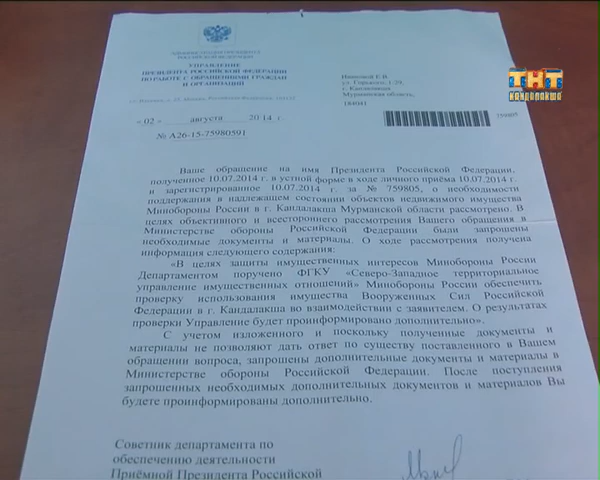 АДМИНИСТРАЦИЯ ПРЕЗИДЕНТА
РОССИЙСКОЙ ФЕДЕРАЦИИ
УПРАВЛЕНИЕ
ПРЕЗИДЕНТА РОССИЙСКОЙ ФЕДЕРАЦИИ
ПО РАБОТЕ С ОБРАЩЕНИЯМИ ГРАЖДАН
И ОРГАНИЗАЦИЙ
« 02 » августа 2014 г.
№ А26-15-75980591
Е.В.
ул. Горького,
г. Кандалакша
Мурманская область,
184041
759805
ТНТ
КАНДАЛАКША
Ваше обращение на имя Президента Российской Федерации,
полученное 10.07.2014 г. в устной форме в ходе личного приёма 10.07.2014 г.
и зарегистрированное 10.07.2014 г. за № 759805, о необходимости
поддержания в надлежащем состоянии объектов недвижимого имущества
Минобороны России в г. Кандалакша Мурманской области рассмотрено. В
целях объективного и всестороннего рассмотрения Вашего обращения в
Министерстве обороны Российской Федерации были запрошены
необходимые документы и материалы. О ходе рассмотрения получена
информация следующего содержания:
«В целях защиты имущественных интересов Минобороны России
Департаментом поручено ФГКУ «Северо-Западное территориальное
управление имущественных отношений» Минобороны России обеспечить
проверку использования имущества Вооруженных Сил Российской
Федерации в г. Кандалакша во взаимодействии с заявителем. О результатах
проверки Управление будет проинформировано дополнительно».
С учетом изложенного и поскольку полученные документы и
материалы не позволяют дать ответ по существу поставленного в Вашем
обращении вопроса, запрошены дополнительные документы и материалы в
Министерстве обороны Российской Федерации. После поступления
запрошенных необходимых дополнительных документов и материалов Вы
будете проинформированы дополнительно.
Советник департамента по
обеспечению деятельности
Приёмной Президента Российской